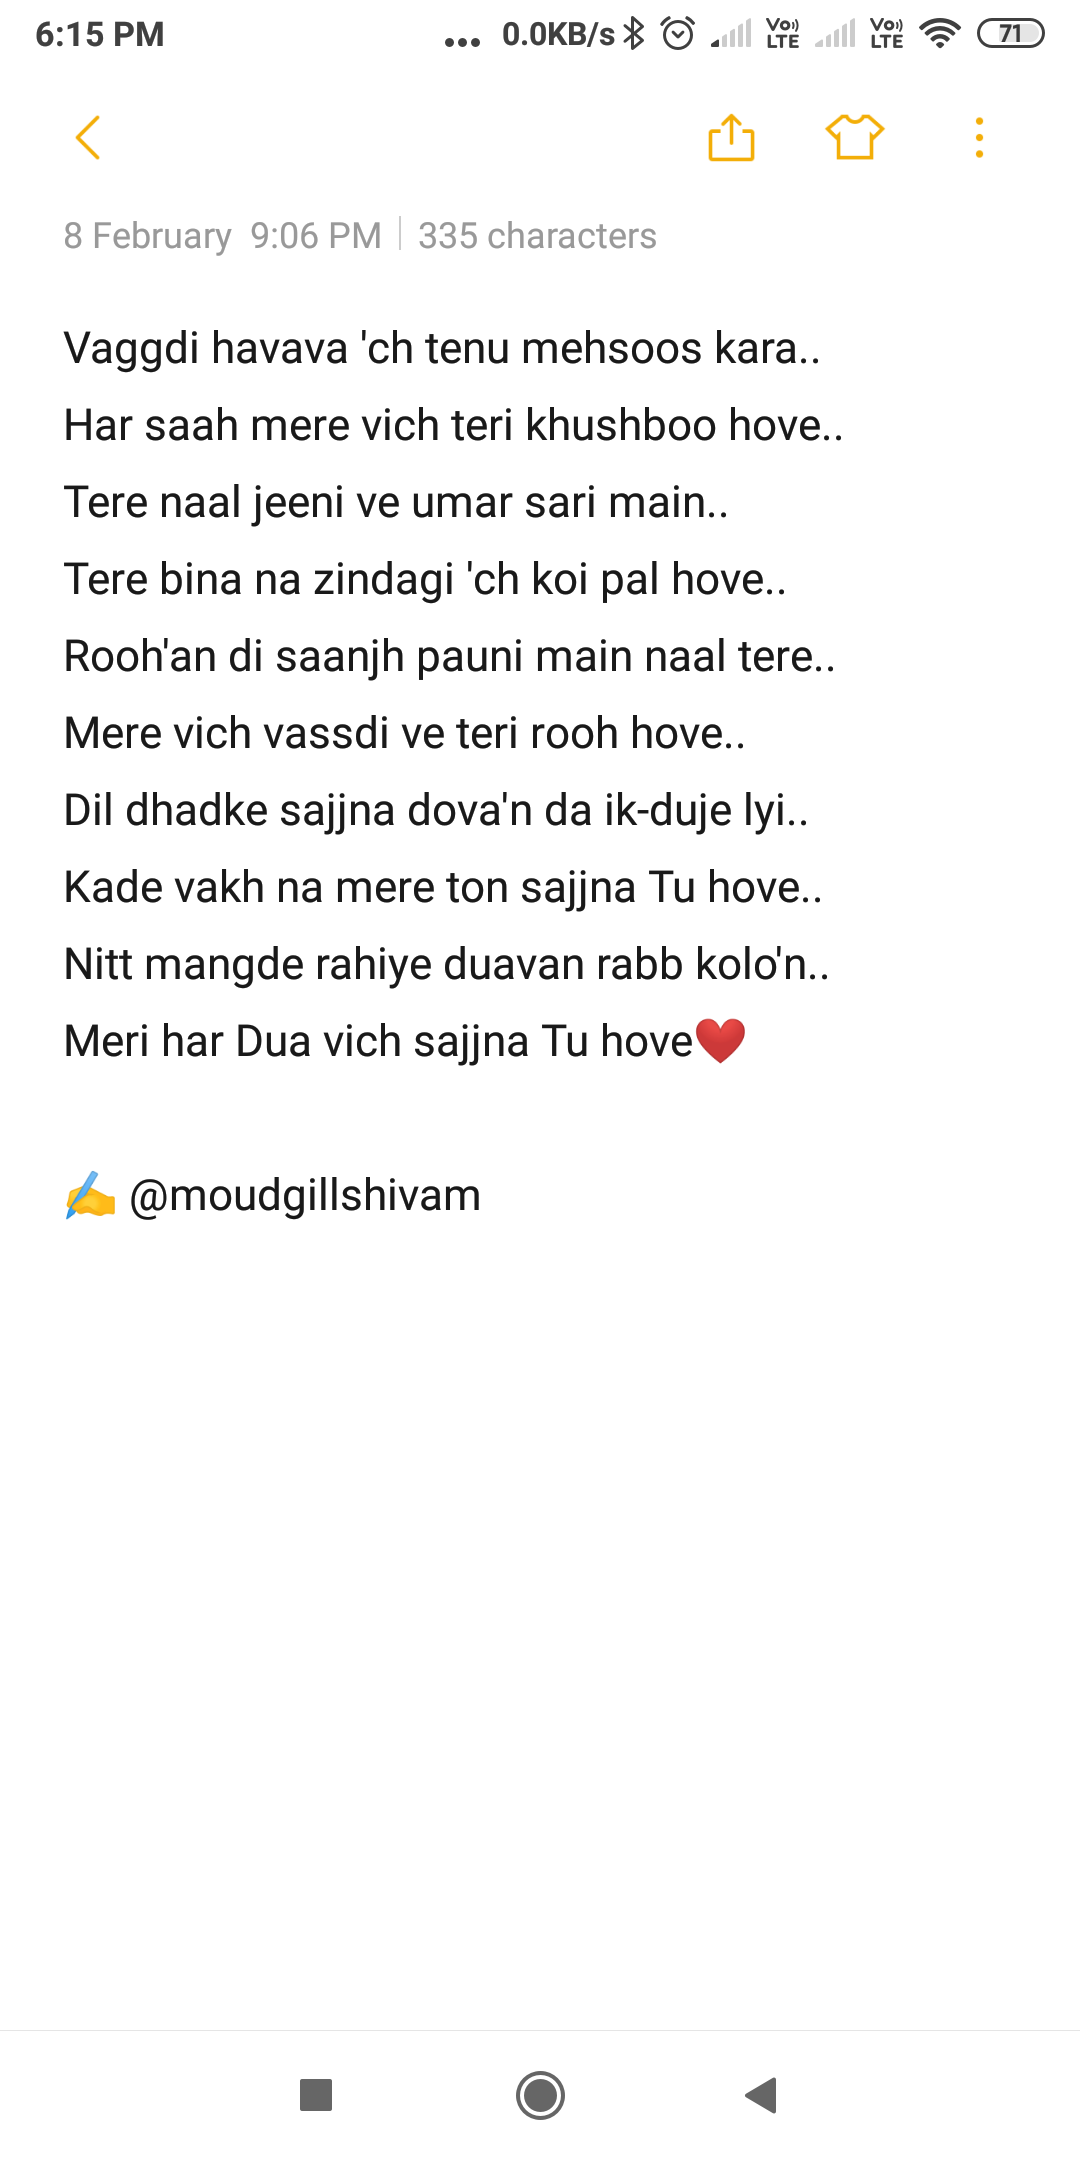 6:15 PM ... 0.0KB/s Vo)) LTE Vo)) LTE 71
8 February 9:06 PM | 335 characters
Vaggdi havava 'ch tenu mehsoos kara..
Har saah mere vich teri khushboo hove..
Tere naal jeeni ve umar sari main..
Tere bina na zindagi 'ch koi pal hove..
Rooh'an di saanjh pauni main naal tere..
Mere vich vassdi ve teri rooh hove..
Dil dhadke sajjna dova'n da ik-duje lyi..
Kade vakh na mere ton sajjna Tu hove..
Nitt mangde rahiye duavan rabb kolo'n..
Meri har Dua vich sajjna Tu hove❤️
✍️ @moudgillshivam